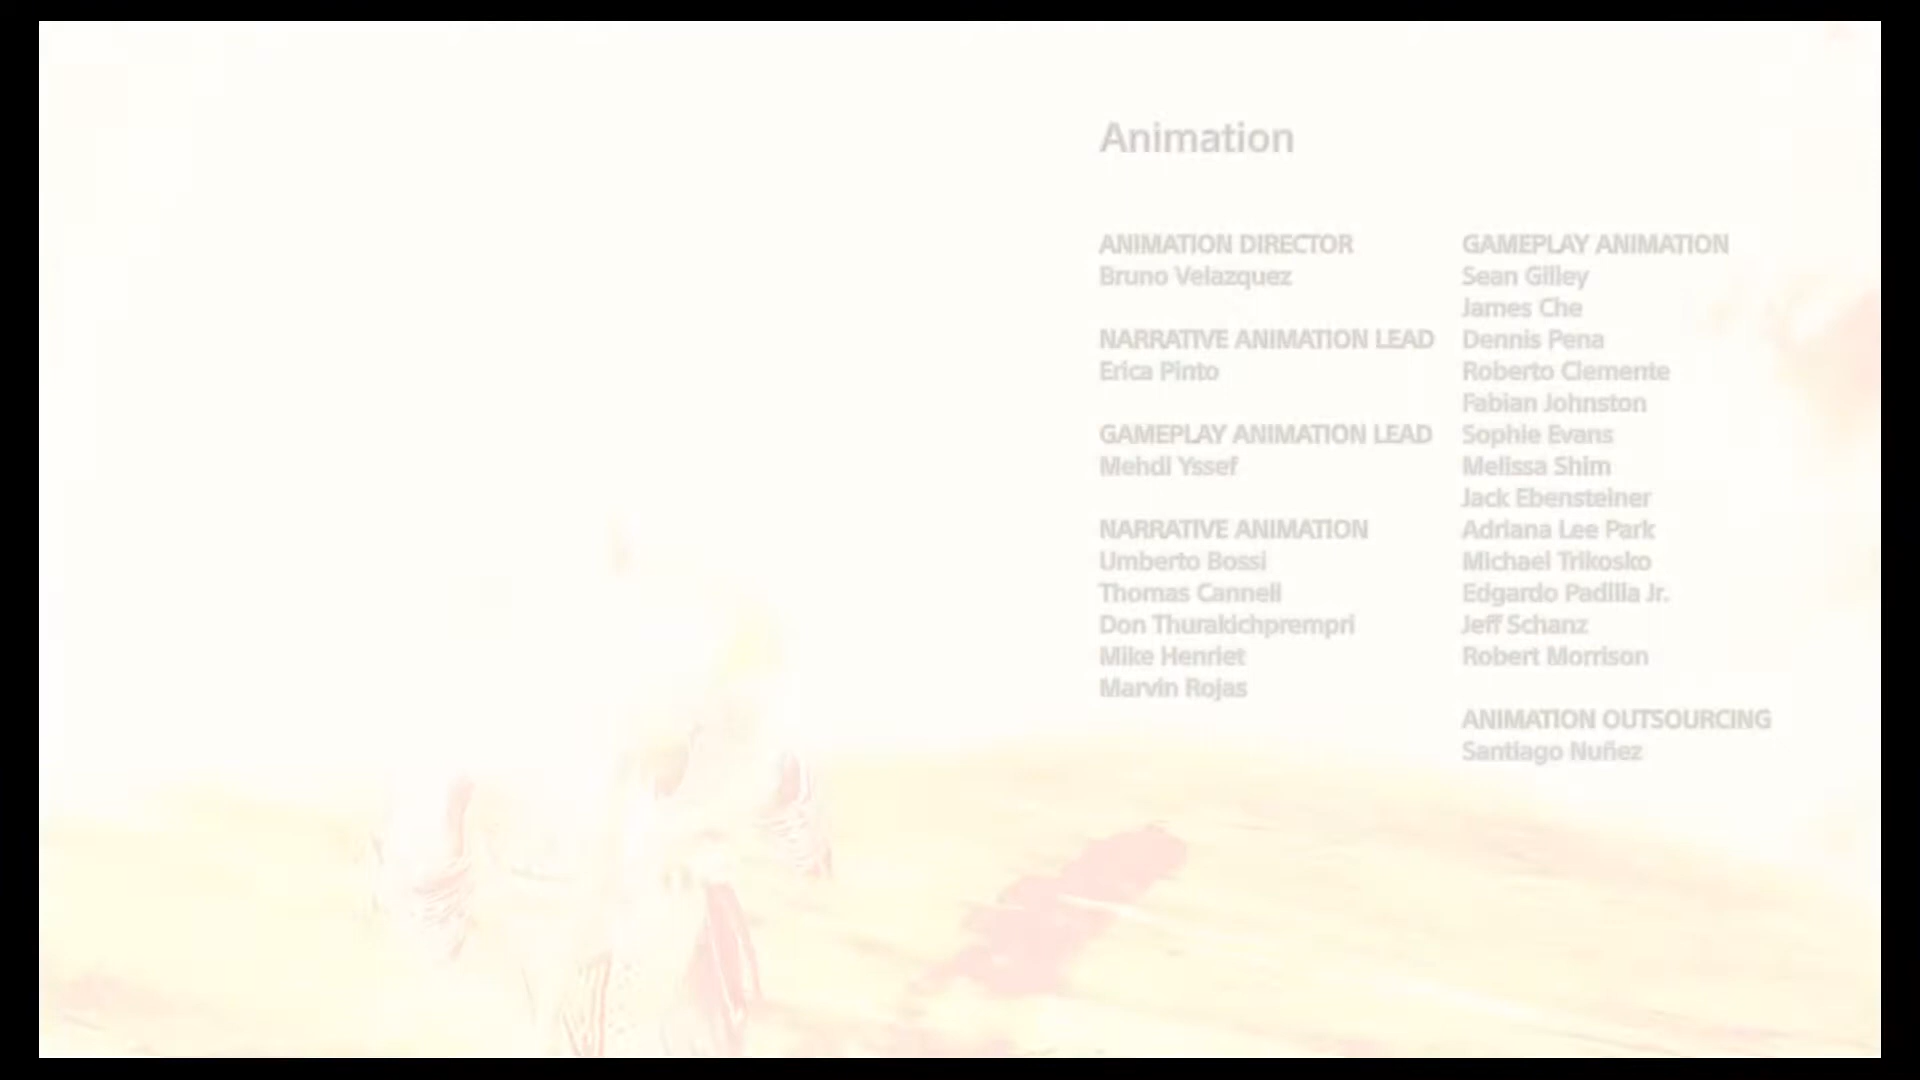 Animation
ANIMATION DIRECTOR
Bruno Velazquez
NARRATIVE ANIMATION LEAD
Erica Pinto
GAMEPLAY ANIMATION LEAD
Mehdi Yssef
NARRATIVE ANIMATION
Umberto Bossi
Thomas Cannell
Don Thurakichprempri
Mike Henriet
Marvin Rojas
GAMEPLAY ANIMATION
Sean Gilley
James Che
Dennis Pena
Roberto Clemente
Fabian Johnston
Sophie Evans
Melissa Shim
Jack Ebensteiner
Adriana Lee Park
Michael Trikosko
Edgardo Padilla Jr.
Jeff Schanz
Robert Morrison
ANIMATION OUTSOURCING
Santiago Nuñez